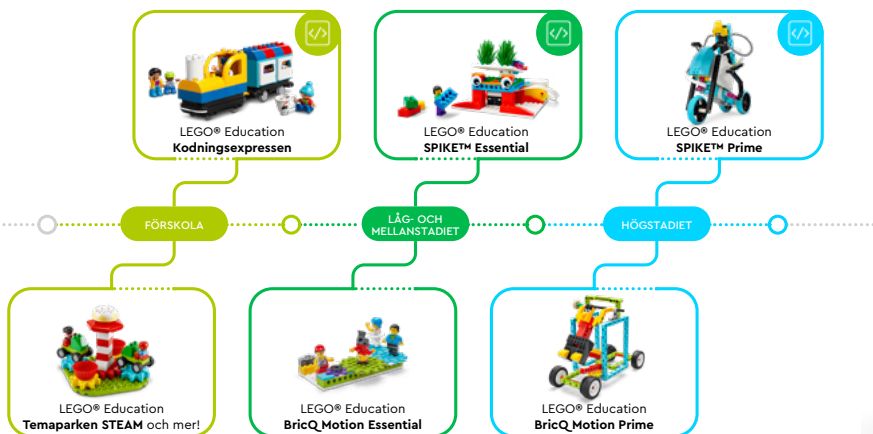 LEGO® Education
Kodningsexpressen
LEGO® Education
SPIKE™ Essential
LEGO® Education
SPIKE™ Prime
FÖRSKOLA
LÅG- OCH
MELLANSTADIET
HÖGSTADIET
LEGO® Education
Temaparken STEAM och mer!
LEGO® Education
BricQ Motion Essential
LEGO® Education
BricQ Motion Prime